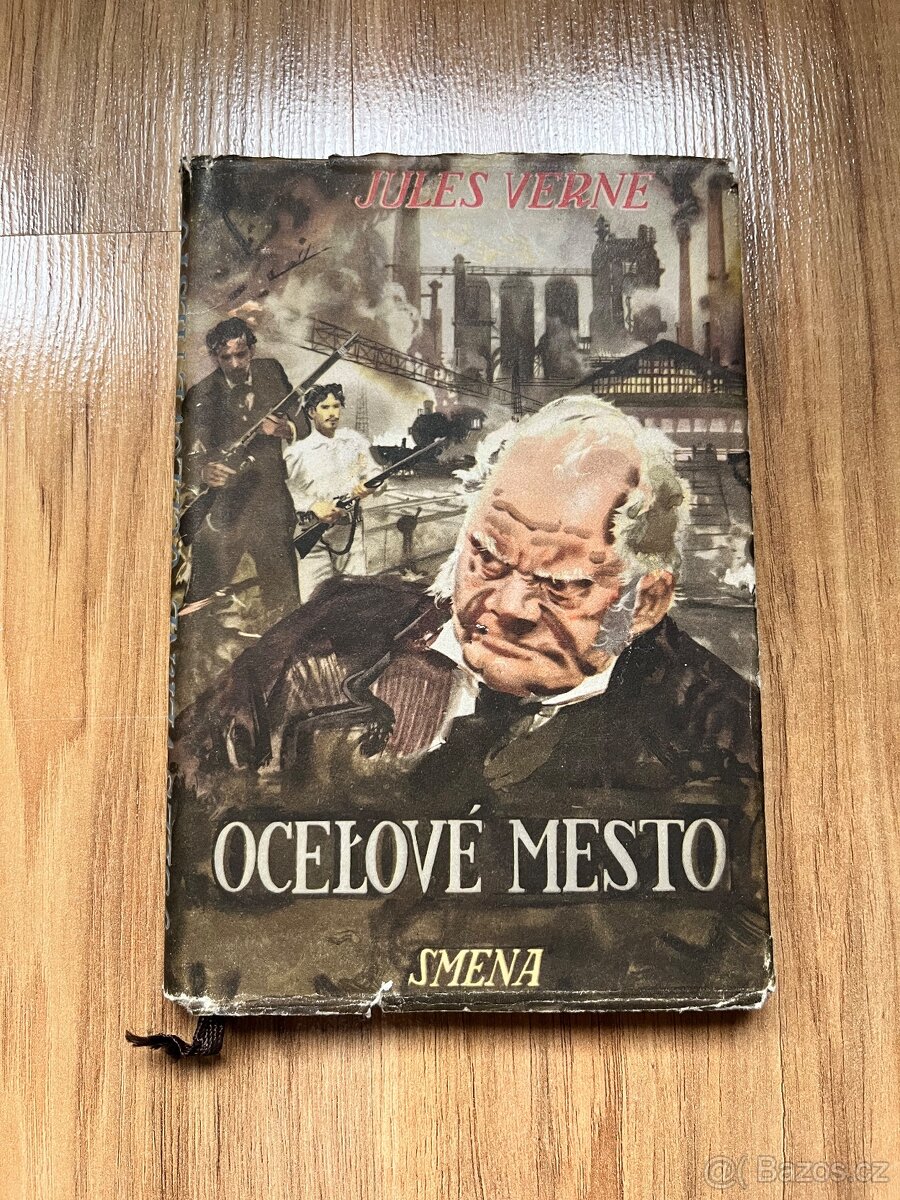 JULES VERNE
OCEĽOVÉ MESTO
SMENA
Bazos.cz